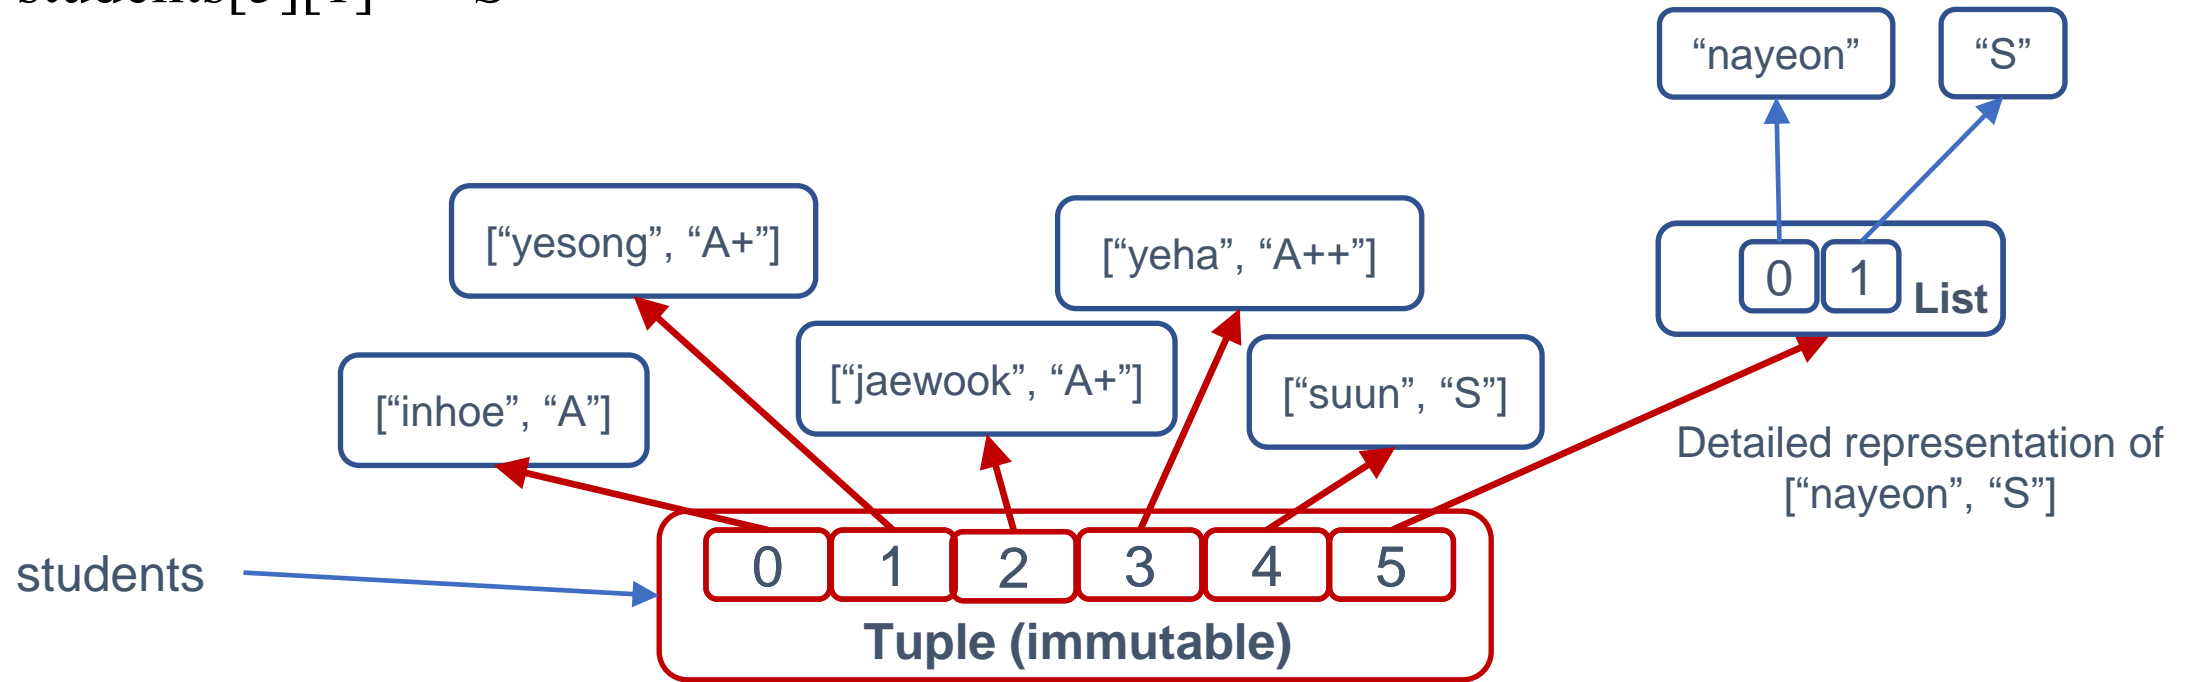 “nayeon”
“S”
[“yesong”, “A+”]
[“yeha”, “A++”]
0 1 List
[“jaewook”, “A+”]
[“suun”, “S”]
[“inhoe”, “A”]
Detailed representation of
[“nayeon”, “S”]
students
0 1 2 3 4 5
Tuple (immutable)